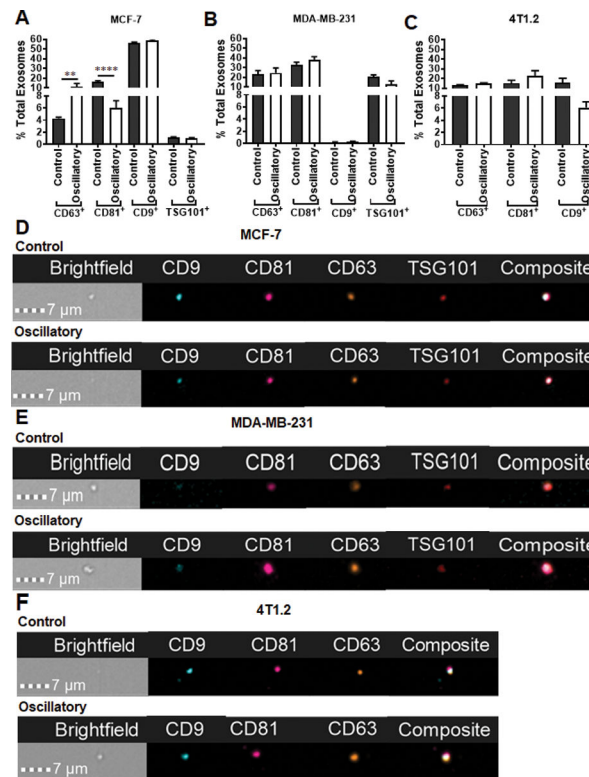 A MCF-7
% Total Exosomes
60
50
40
30
20
10
8
6
4
2
0
** ****
Control Oscillatory Control Oscillatory Control Oscillatory Control Oscillatory
CD63+ CD81+ CD9+ TSG101+
B MDA-MB-231
% Total Exosomes
60
50
40
30
20
10
8
6
4
2
0
Control Oscillatory Control Oscillatory Control Oscillatory Control Oscillatory
CD63+ CD81+ CD9+ TSG101+
C 4T1.2
% Total Exosomes
60
50
40
30
20
10
8
6
4
2
0
Control Oscillatory Control Oscillatory Control Oscillatory
CD63+ CD81+ CD9+
D MCF-7
Control
Brightfield CD9 CD81 CD63 TSG101 Composite
7 µm
Oscillatory
Brightfield CD9 CD81 CD63 TSG101 Composite
7 µm
E MDA-MB-231
Control
Brightfield CD9 CD81 CD63 TSG101 Composite
7 µm
Oscillatory
Brightfield CD9 CD81 CD63 TSG101 Composite
7 µm
F 4T1.2
Control
Brightfield CD9 CD81 CD63 Composite
7 µm
Oscillatory
Brightfield CD9 CD81 CD63 Composite
7 µm